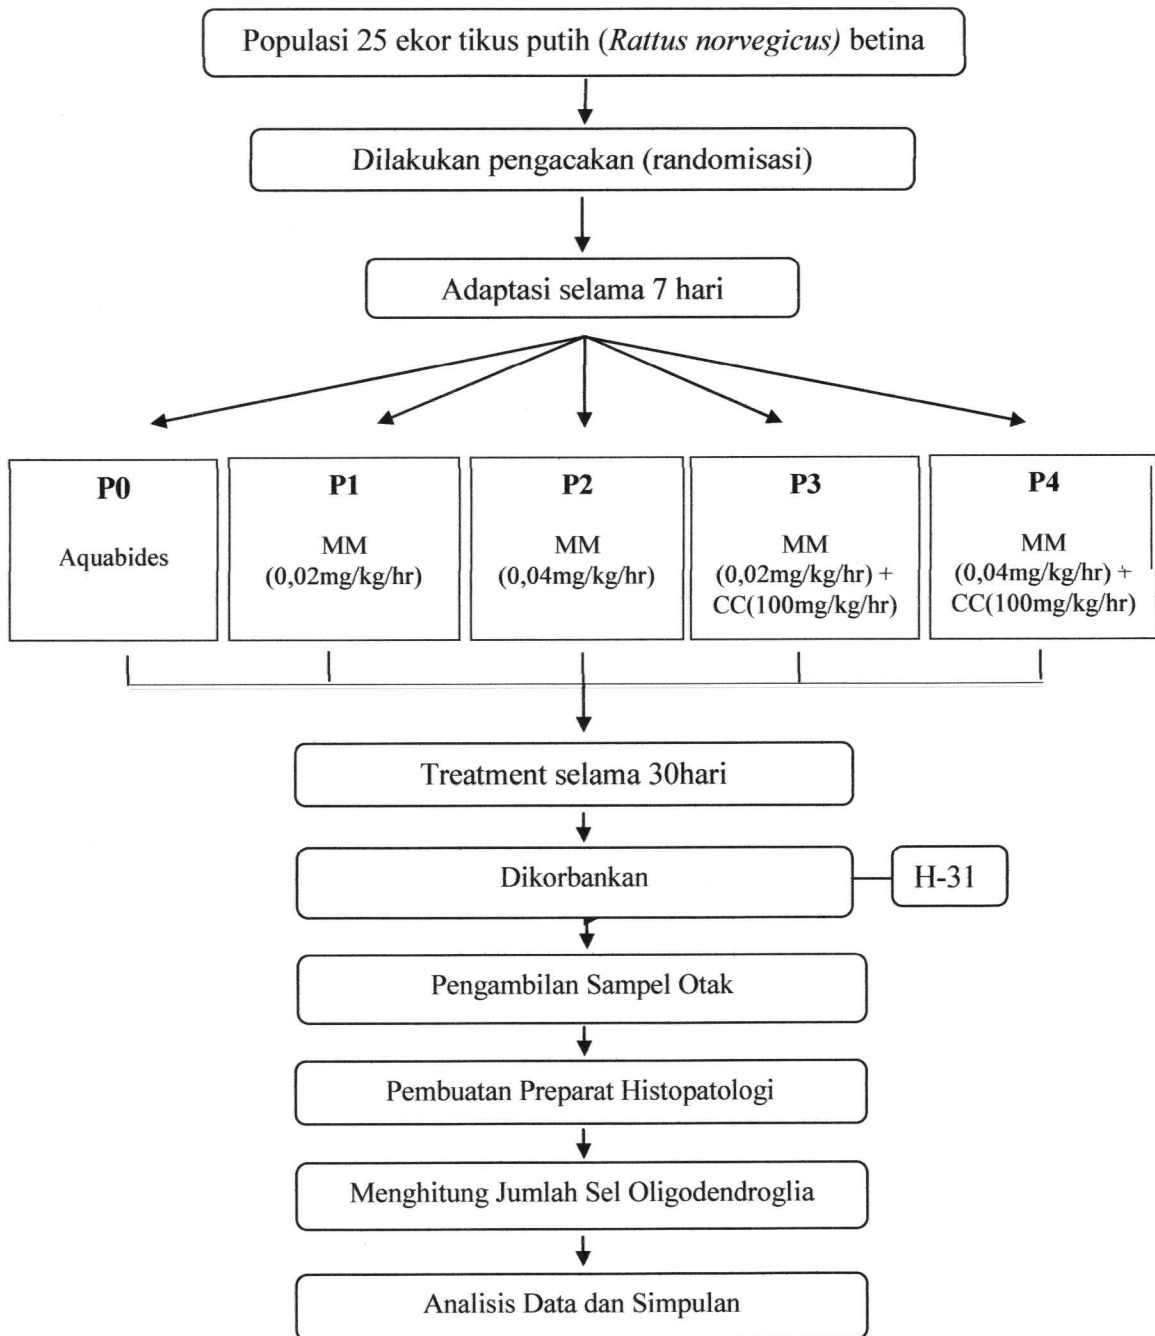 Populasi 25 ekor tikus putih (Rattus norvegicus) betina
Dilakukan pengacakan (randomisasi)
Adaptasi selama 7 hari
P0
Aquabides
P1
MM
(0,02mg/kg/hr)
P2
MM
(0,04mg/kg/hr)
P3
MM
(0,02mg/kg/hr) +
CC(100mg/kg/hr)
P4
MM
(0,04mg/kg/hr) +
CC(100mg/kg/hr)
Treatment selama 30hari
Dikorbankan
H-31
Pengambilan Sampel Otak
Pembuatan Preparat Histopatologi
Menghitung Jumlah Sel Oligodendroglia
Analisis Data dan Simpulan